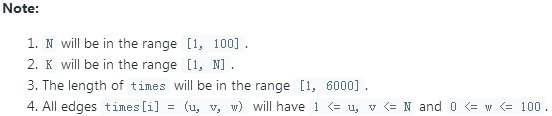 Note:
1. N will be in the range [1, 100].
2. K will be in the range [1, N].
3. The length of times will be in the range [1, 6000].
4. All edges times[i] = (u, v, w) will have 1 <= u, v <= N and 0 <= w <= 100.